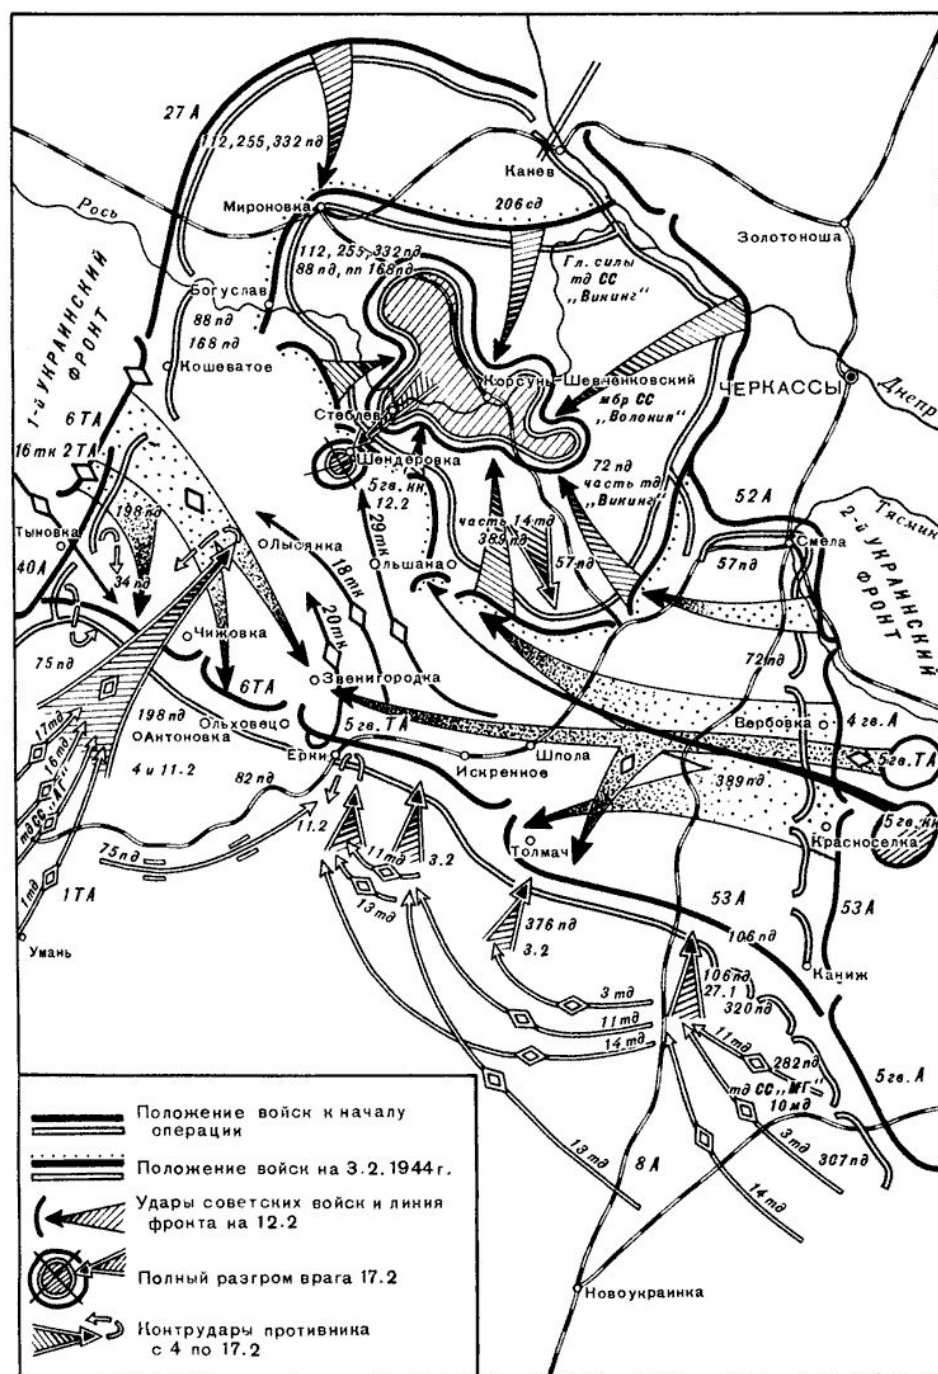 27 А
112, 255, 332 пд
Канев
Рось
Мироновка
206 сд
Золотоноша
112, 255, 332 пд
88 пд, пп 168 пд
Гл. силы
тд СС
„Викинг“
1-й УКРАИНСКИЙ
ФРОНТ
Богуслав
88 пд
168 пд
Кошеватое
Корсунь-Шевченковский
мбр СС
„Волония“
ЧЕРКАССЫ
Днепр
6 ТА
Стеблев
16 тк 2 ТА
Шендеровка
5 гв. кк
12.2
72 пд
часть тд
„Викинг“
52 А
Тясмин
2-й УКРАИНСКИЙ
ФРОНТ
Тыновка
198 пд
Лысянка
29 тк
часть 14 тд
389 пд
57 пд
Смела
57 пд
40 А
34 пд
18 тк
Ольшана
20 тк
Чижовка
75 пд
Звенигородка
72 пд
6 ТА
17 тд
198 пд
Ольховец
5 гв. ТА
Вербовка
4 гв. А
Антоновка
16 тд
4 и 11.2
Ерки
Искренное
Шпола
5 гв. ТА
82 пд
389 пд
тд СС „АГ“
11.2
5 гв. кк
Толмач
Красноселка
75 пд
11 тд
3.2
1 тд
1 ТА
13 тд
53 А
53 А
376 пд
3.2
106 пд
Умань
Каниж
106 пд
27.1
3 тд
320 пд
11 тд
11 тд
14 тд
282 пд
тд СС „МГ“
10 мд
5 гв. А
3 тд
307 пд
13 тд
8 А
14 тд
Новоукраинка
Положение войск к началу
операции
Положение войск на 3.2.1944 г.
Удары советских войск и линия
фронта на 12.2
Полный разгром врага 17.2
Контрудары противника
с 4 по 17.2